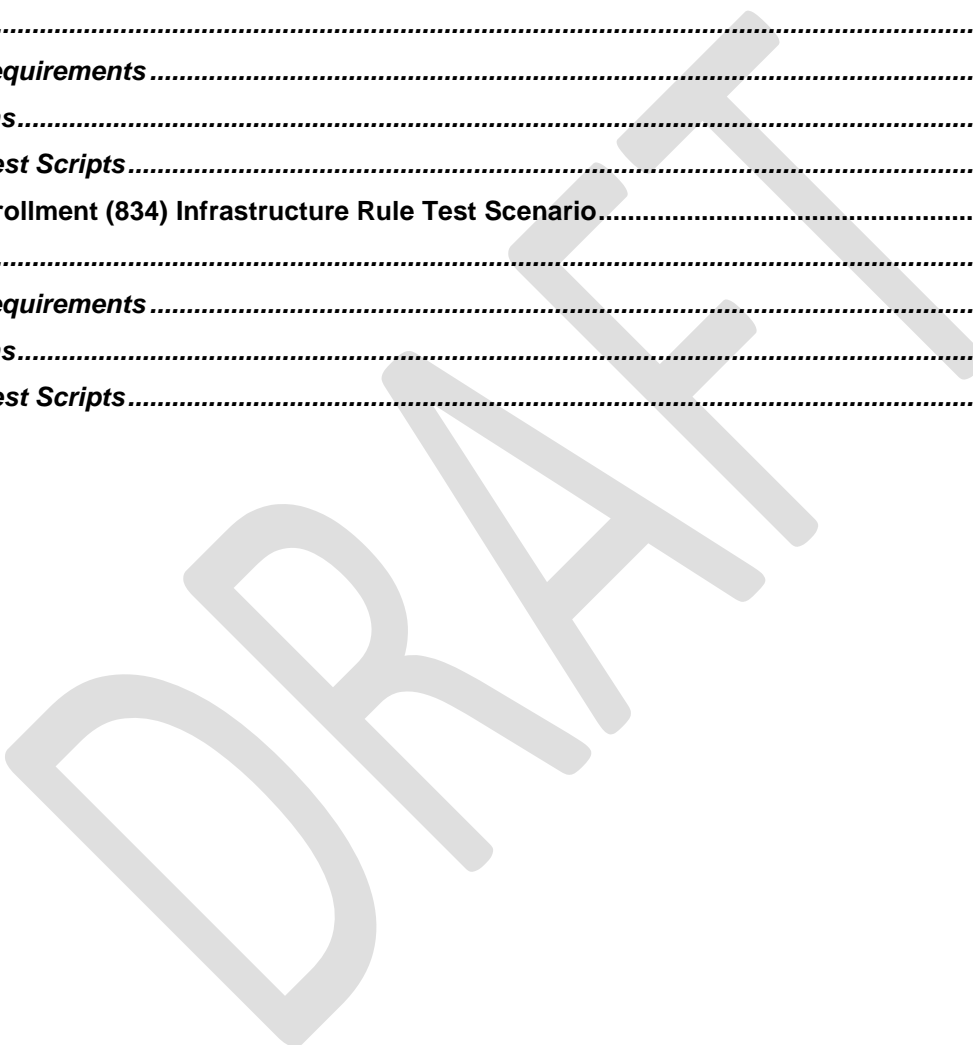 ................................................................................................................................
equirements................................................................................................................
s................................................................................................................................
est Scripts...................................................................................................................
rollment (834) Infrastructure Rule Test Scenario..................................................
................................................................................................................................
equirements................................................................................................................
s................................................................................................................................
est Scripts...................................................................................................................
DRAFT